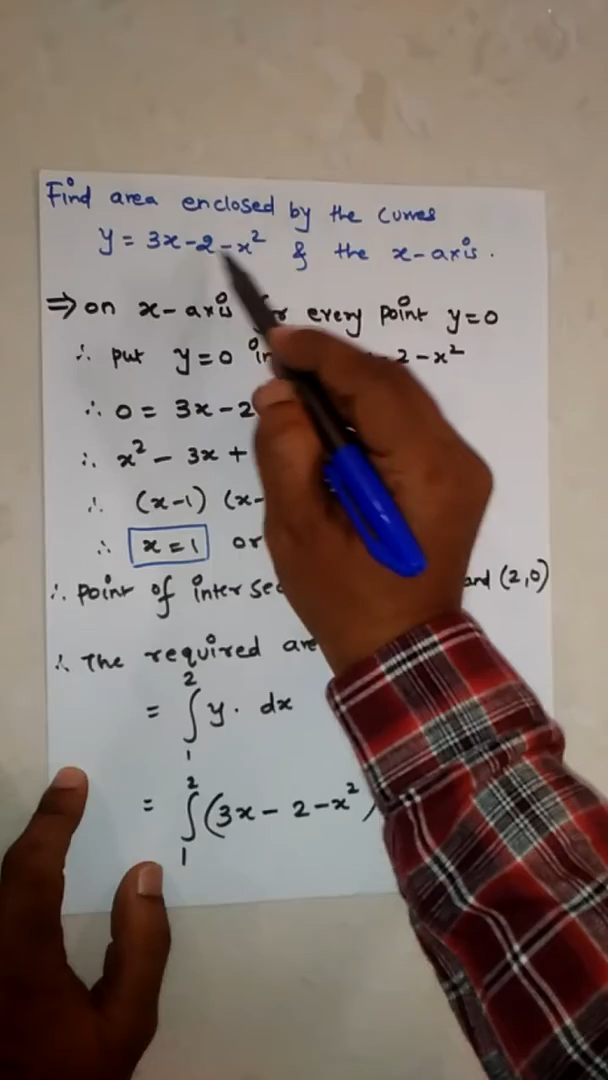 Find area enclosed by the curves
y = 3x - 2 - x² & the x-axis.
⇒ on x-axis every point y=0
∴ put y=0 - 2 - x²
∴ 0 = 3x - 2
∴ x² - 3x +
∴ (x-1) (x-
∴ x = 1 or
∴ point of and (2,0)
∴ The required
= ∫₁² y. dx
= ∫₁² (3x - 2 - x²)